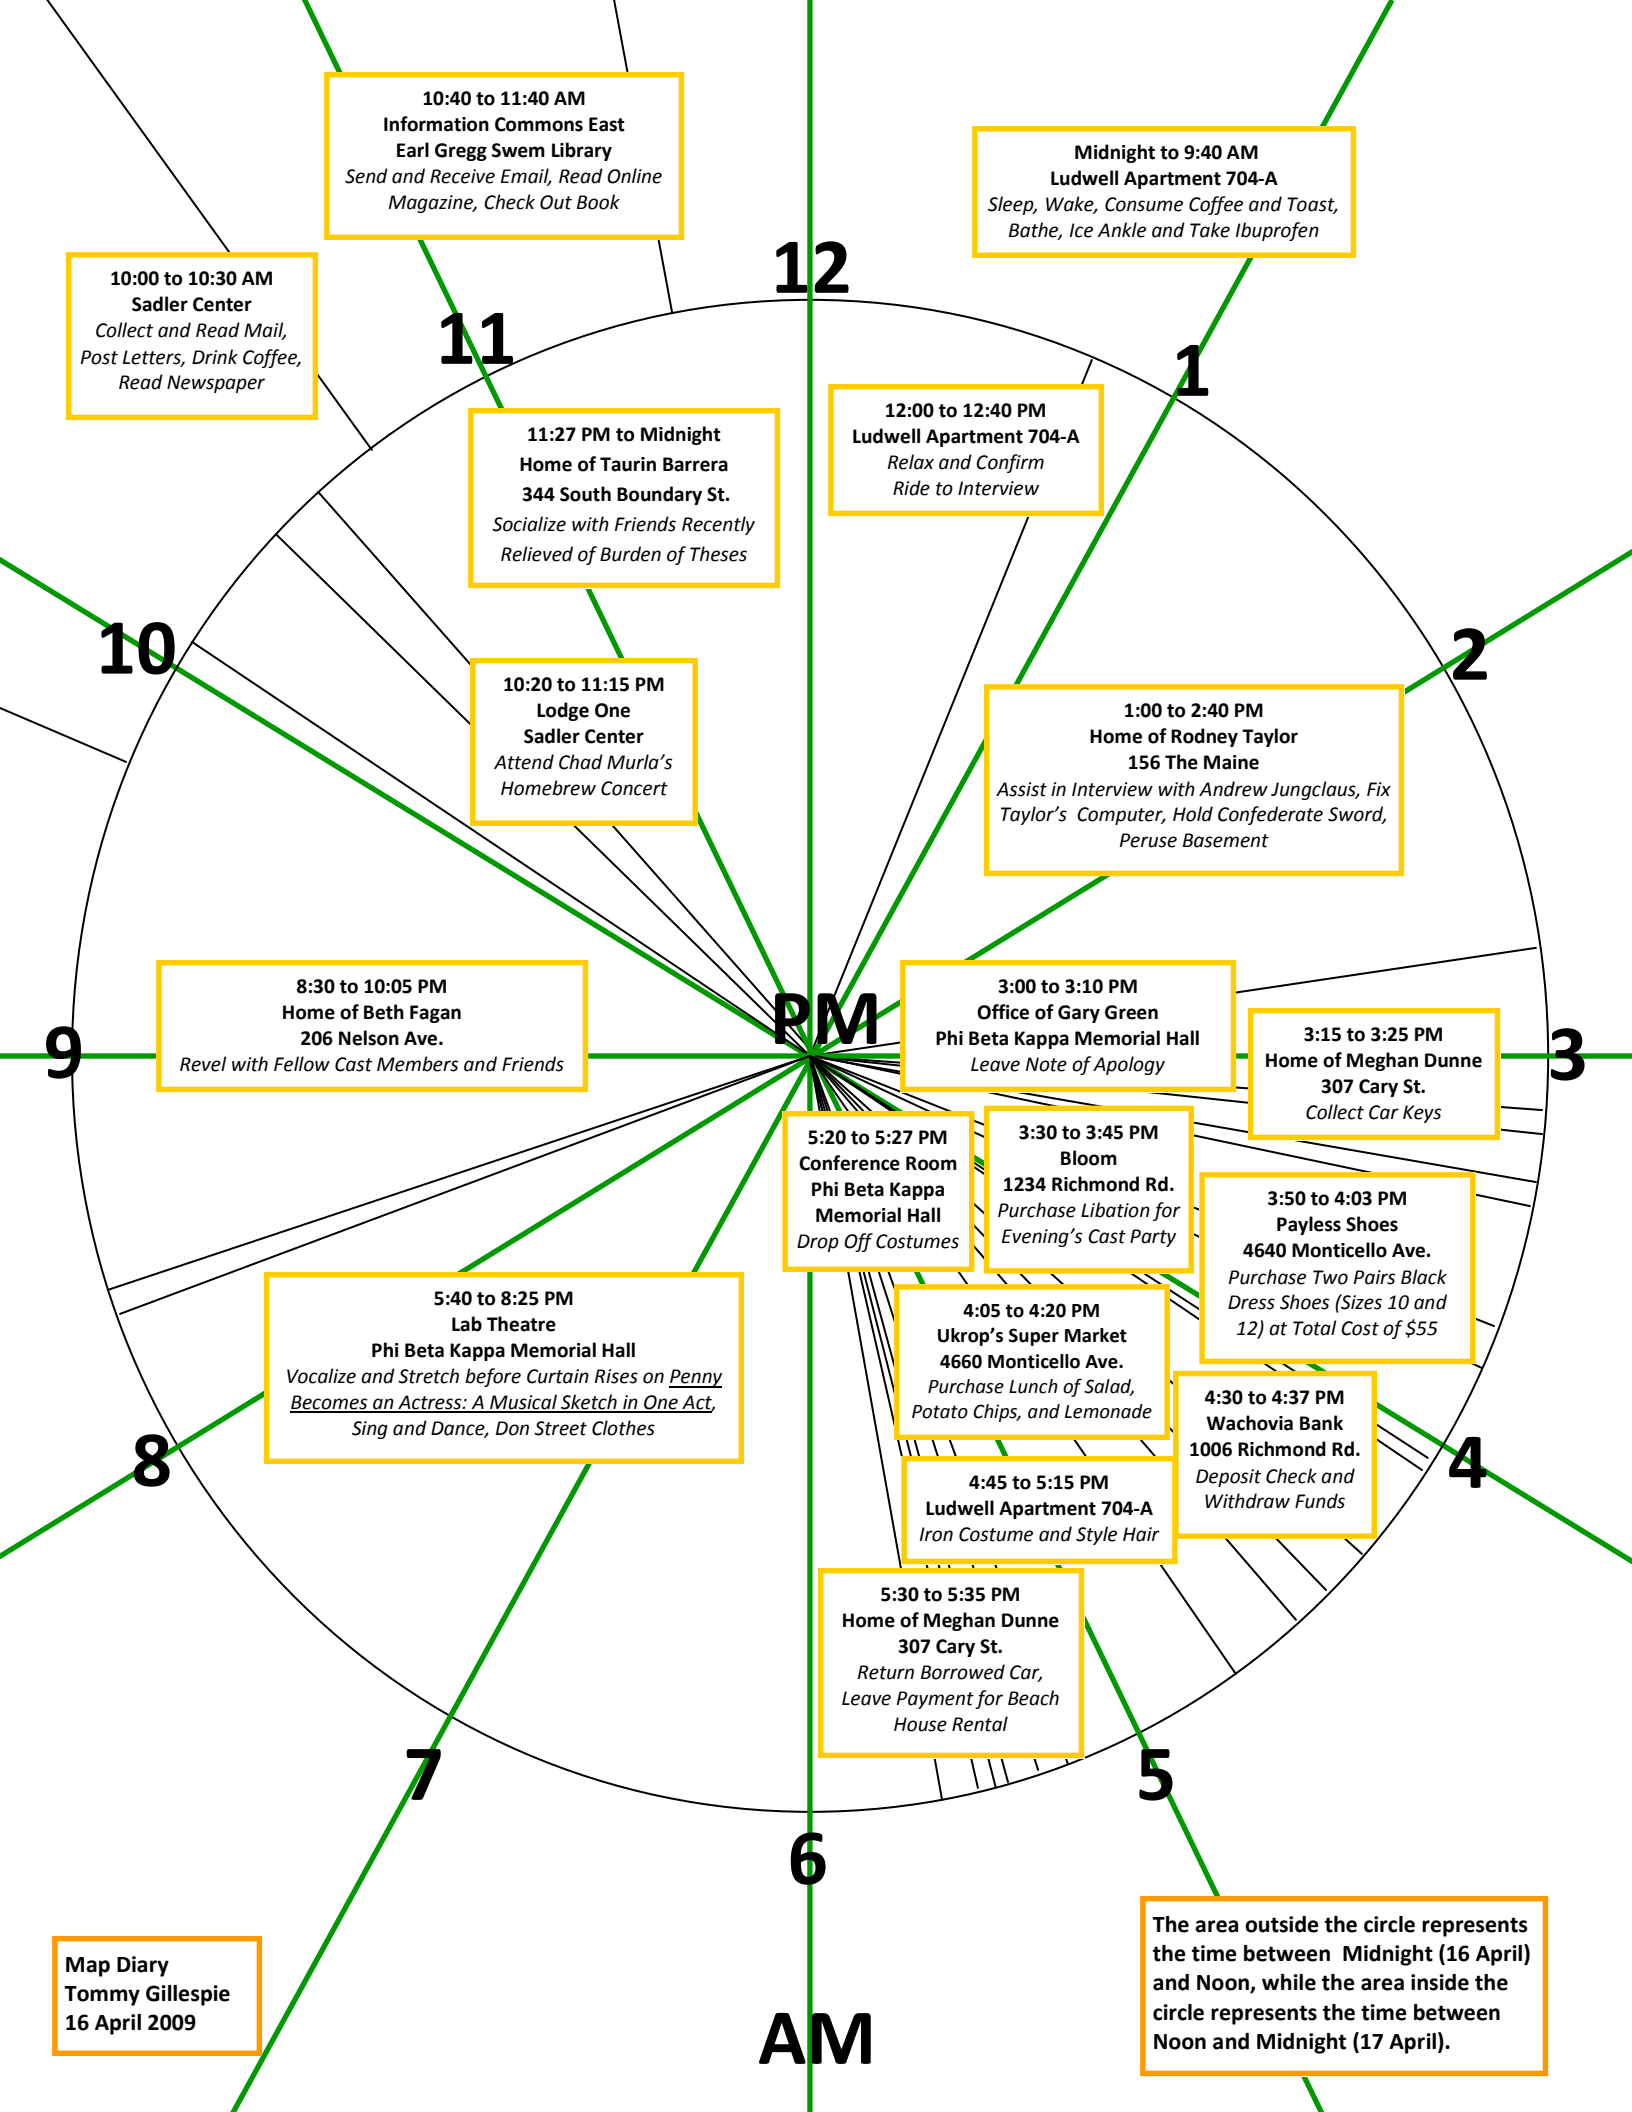 10:40 to 11:40 AM
Information Commons East
Earl Gregg Swem Library
Send and Receive Email, Read Online
Magazine, Check Out Book
Midnight to 9:40 AM
Ludwell Apartment 704-A
Sleep, Wake, Consume Coffee and Toast,
Bathe, Ice Ankle and Take Ibuprofen
10:00 to 10:30 AM
Sadler Center
Collect and Read Mail,
Post Letters, Drink Coffee,
Read Newspaper
12
11
1
11:27 PM to Midnight
Home of Taurin Barrera
344 South Boundary St.
Socialize with Friends Recently
Relieved of Burden of Theses
12:00 to 12:40 PM
Ludwell Apartment 704-A
Relax and Confirm
Ride to Interview
10
2
10:20 to 11:15 PM
Lodge One
Sadler Center
Attend Chad Murla's
Homebrew Concert
1:00 to 2:40 PM
Home of Rodney Taylor
156 The Maine
Assist in Interview with Andrew Jungclaus, Fix
Taylor's Computer, Hold Confederate Sword,
Peruse Basement
PM
9
8:30 to 10:05 PM
Home of Beth Fagan
206 Nelson Ave.
Revel with Fellow Cast Members and Friends
3:00 to 3:10 PM
Office of Gary Green
Phi Beta Kappa Memorial Hall
Leave Note of Apology
3:15 to 3:25 PM
Home of Meghan Dunne
307 Cary St.
Collect Car Keys
3
5:20 to 5:27 PM
Conference Room
Phi Beta Kappa
Memorial Hall
Drop Off Costumes
3:30 to 3:45 PM
Bloom
1234 Richmond Rd.
Purchase Libation for
Evening's Cast Party
3:50 to 4:03 PM
Payless Shoes
4640 Monticello Ave.
Purchase Two Pairs Black
Dress Shoes (Sizes 10 and
12) at Total Cost of $55
5:40 to 8:25 PM
Lab Theatre
Phi Beta Kappa Memorial Hall
Vocalize and Stretch before Curtain Rises on Penny
Becomes an Actress: A Musical Sketch in One Act,
Sing and Dance, Don Street Clothes
4:05 to 4:20 PM
Ukrop's Super Market
4660 Monticello Ave.
Purchase Lunch of Salad,
Potato Chips, and Lemonade
4:30 to 4:37 PM
Wachovia Bank
1006 Richmond Rd.
Deposit Check and
Withdraw Funds
8
4
4:45 to 5:15 PM
Ludwell Apartment 704-A
Iron Costume and Style Hair
5:30 to 5:35 PM
Home of Meghan Dunne
307 Cary St.
Return Borrowed Car,
Leave Payment for Beach
House Rental
7
5
6
Map Diary
Tommy Gillespie
16 April 2009
AM
The area outside the circle represents
the time between Midnight (16 April)
and Noon, while the area inside the
circle represents the time between
Noon and Midnight (17 April).